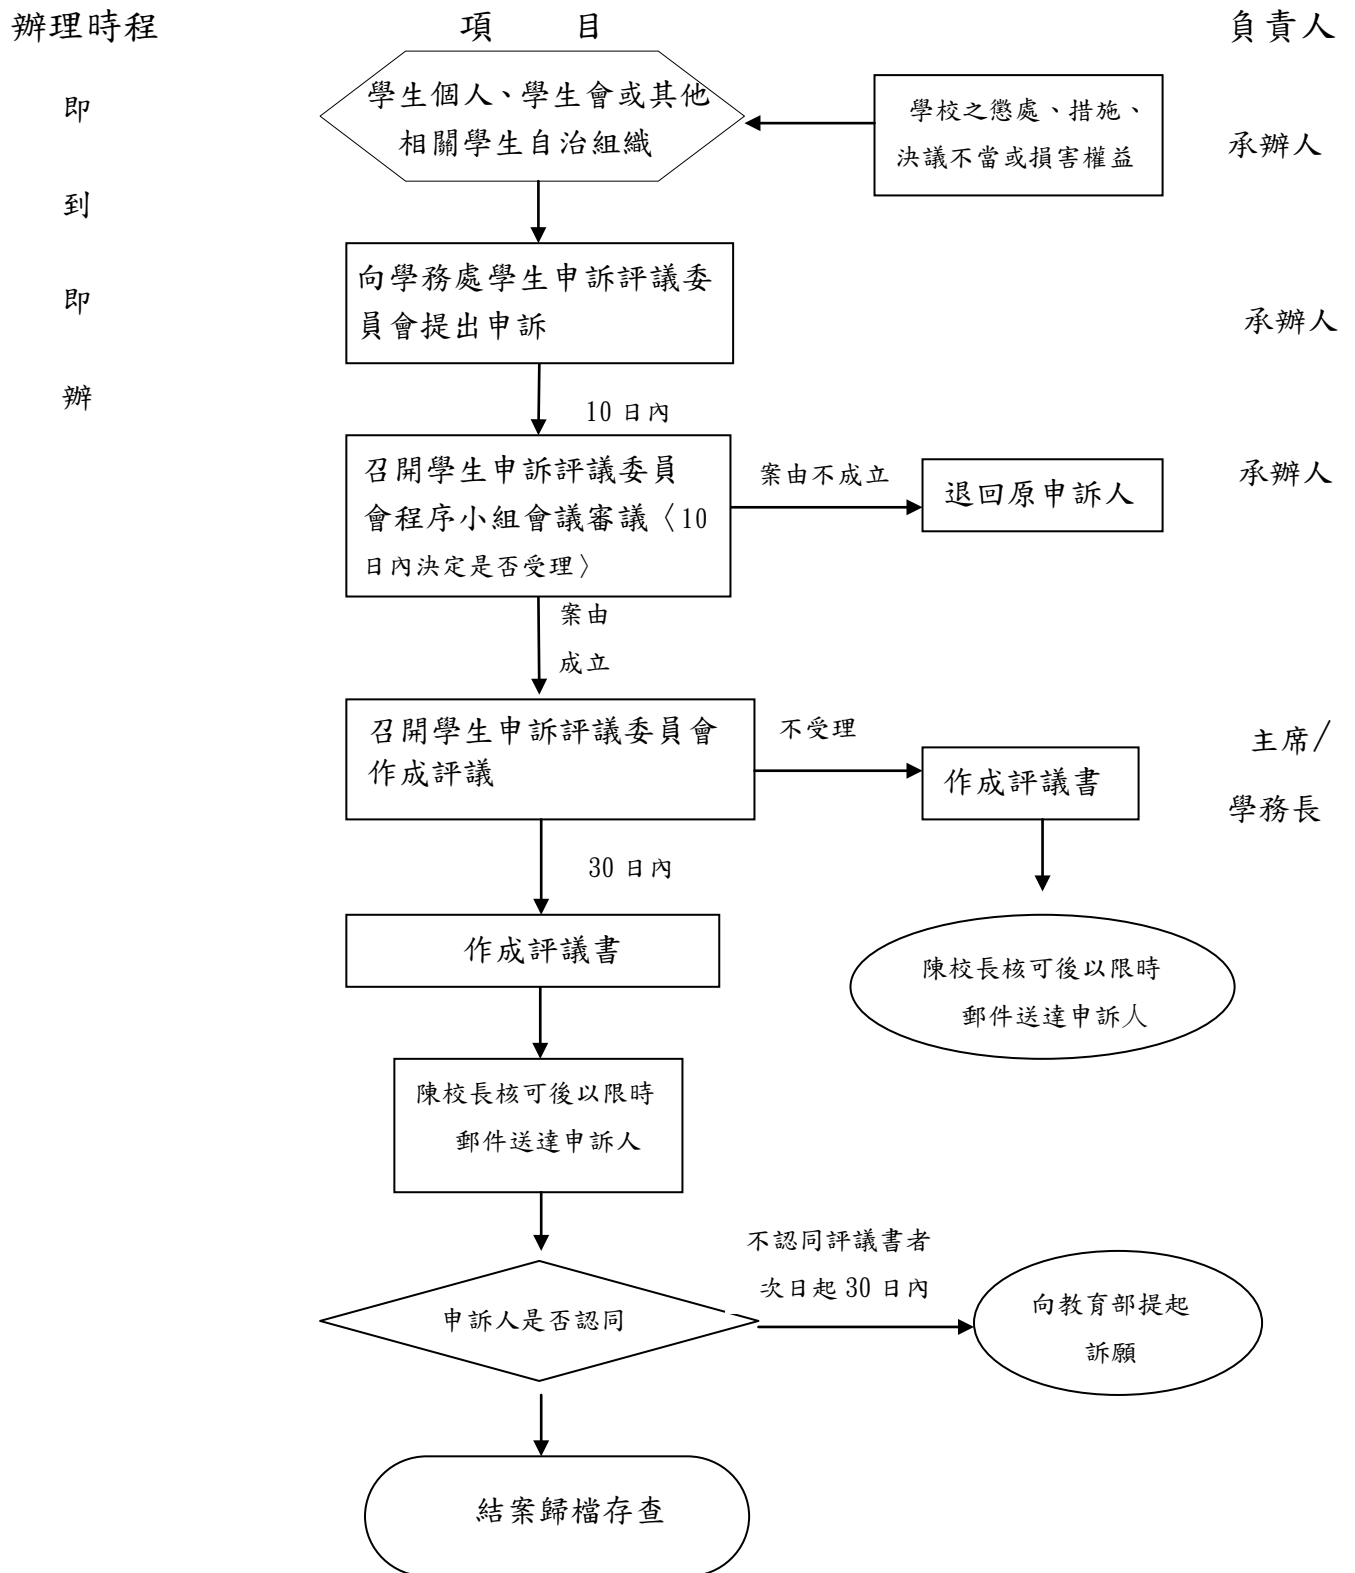 辦理時程
項 目
負責人
即
到
即
辦
學生個人、學生會或其他
相關學生自治組織
學校之懲處、措施、
決議不當或損害權益
承辦人
向學務處學生申訴評議委
員會提出申訴
承辦人
10 日內
召開學生申訴評議委員
會程序小組會議審議〈10
日內決定是否受理〉
案由不成立
退回原申訴人
承辦人
案由
成立
召開學生申訴評議委員會
作成評議
不受理
作成評議書
主席/
學務長
30 日內
作成評議書
陳校長核可後以限時
郵件送達申訴人
陳校長核可後以限時
郵件送達申訴人
不認同評議書者
次日起 30 日內
申訴人是否認同
向教育部提起
訴願
結案歸檔存查